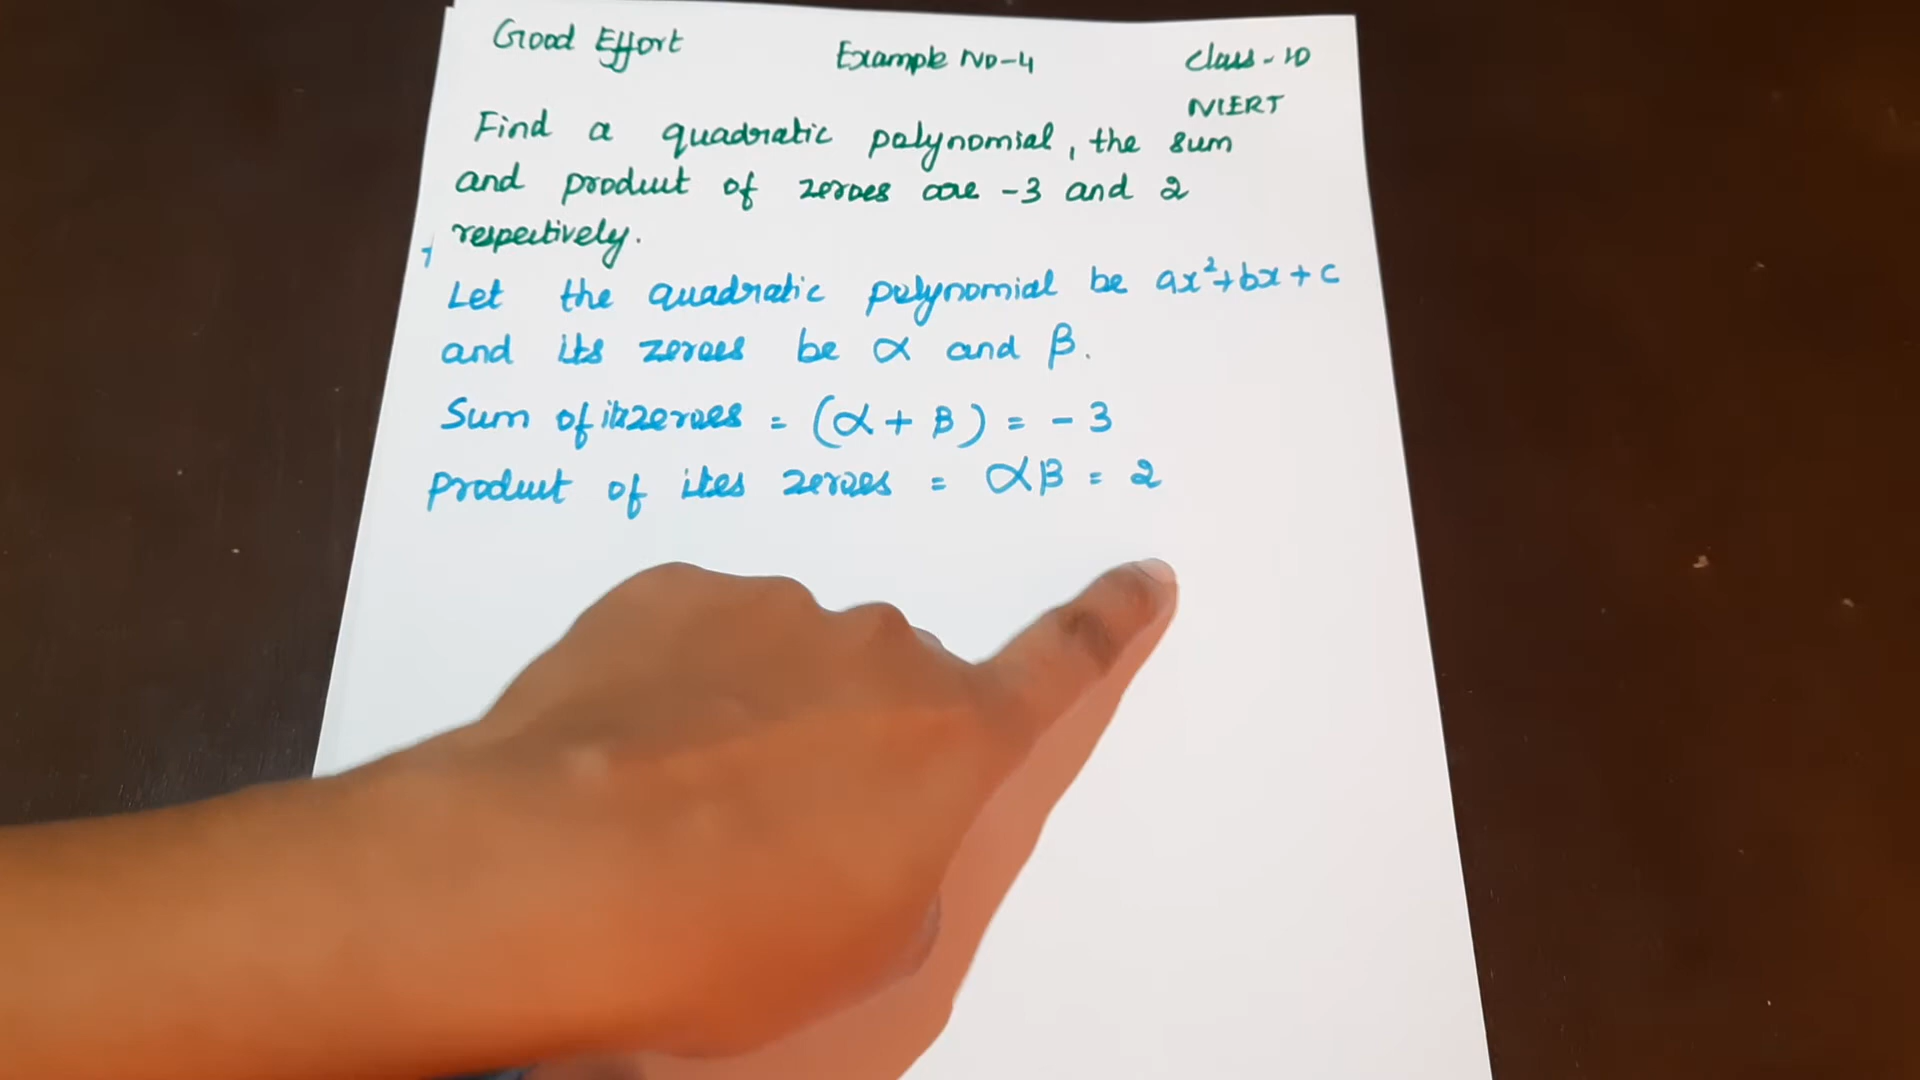 Good Effort
Example No-4
Class-10
NCERT
Find a quadratic polynomial, the sum
and product of zeroes are -3 and 2
respectively.
Let the quadratic polynomial be ax²+bx+c
and its zeroes be α and β.
Sum of its zeroes = (α + β) = -3
product of ites zeroes = αβ = 2